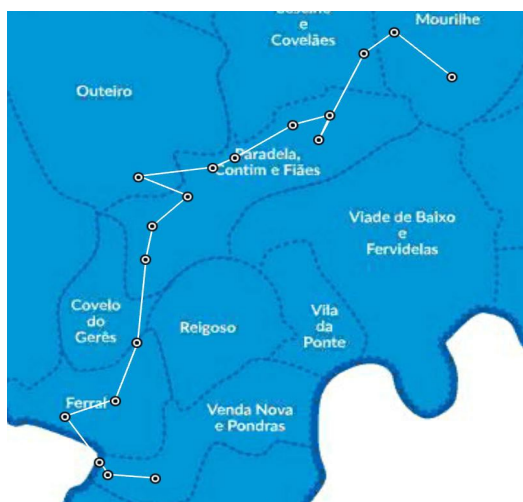 e
Covelães
Mourilhe
Outeiro
Paradela,
Contim e Fiães
Viade de Baixo
e
Fervidelas
Covelo
do
Gerês
Reigoso
Vila
da
Ponte
Ferral
Venda Nova
e Pondras